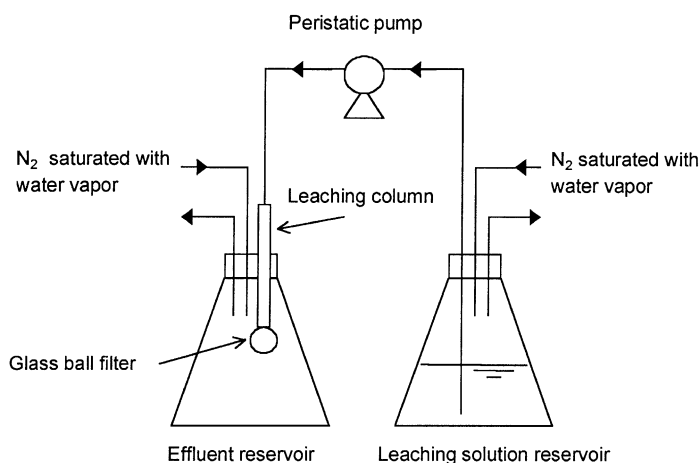 Peristatic pump
N2 saturated with
water vapor
Leaching column
N2 saturated with
water vapor
Glass ball filter
Effluent reservoir
Leaching solution reservoir